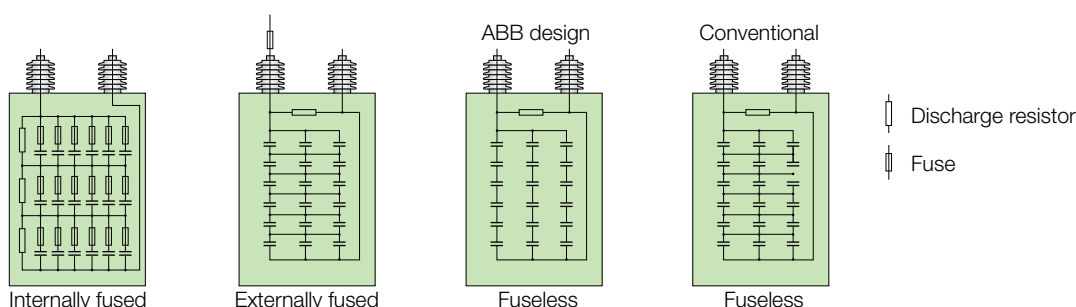 ABB design
Conventional
Discharge resistor
Fuse
Internally fused
Externally fused
Fuseless
Fuseless